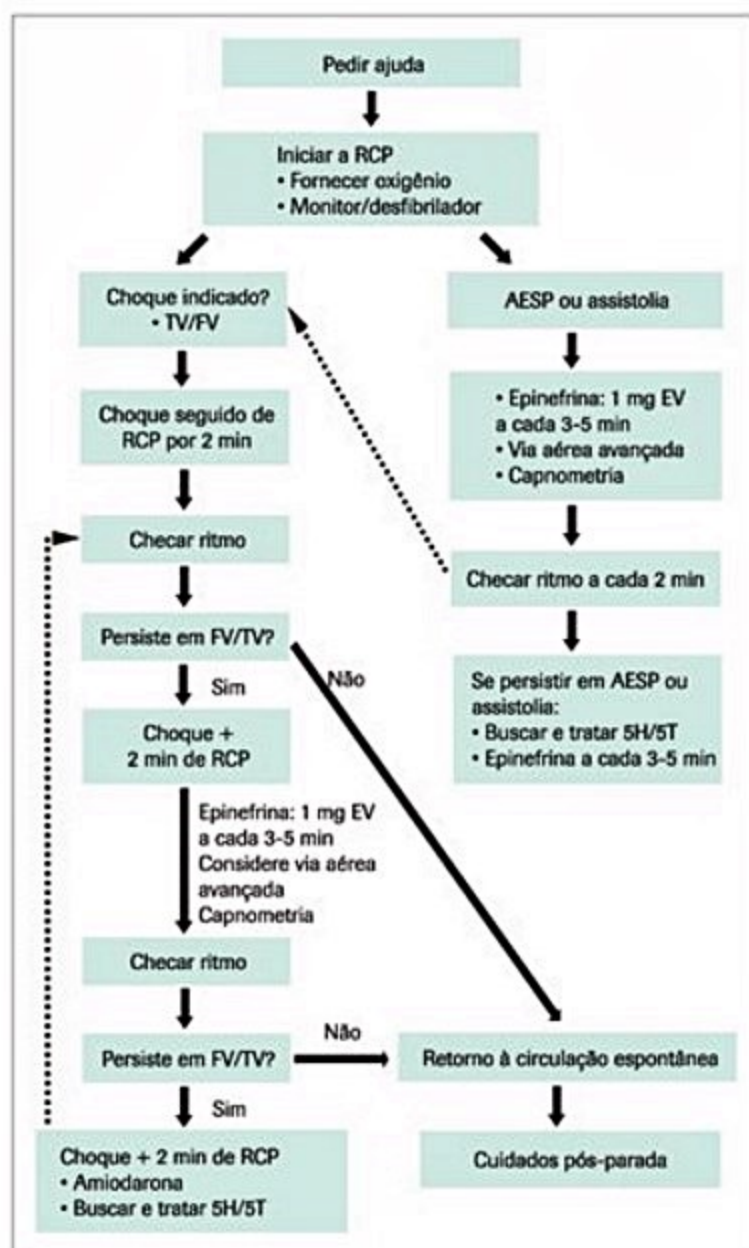 Pedir ajuda
Iniciar a RCP
• Fornecer oxigênio
• Monitor/desfibrilador
Choque indicado?
• TV/FV
Choque seguido de
RCP por 2 min
Checar ritmo
Persiste em FV/TV?
Sim
Não
Choque +
2 min de RCP
Epinefrina: 1 mg EV
a cada 3-5 min
Considere via aérea
avançada
Capnometria
Checar ritmo
Persiste em FV/TV?
Não
Sim
Choque + 2 min de RCP
• Amiodarona
• Buscar e tratar 5H/5T
AESP ou assistolia
• Epinefrina: 1 mg EV
a cada 3-5 min
• Via aérea avançada
• Capnometria
Checar ritmo a cada 2 min
Se persistir em AESP ou
assistolia:
• Buscar e tratar 5H/5T
• Epinefrina a cada 3-5 min
Retorno à circulação espontânea
Cuidados pós-parada